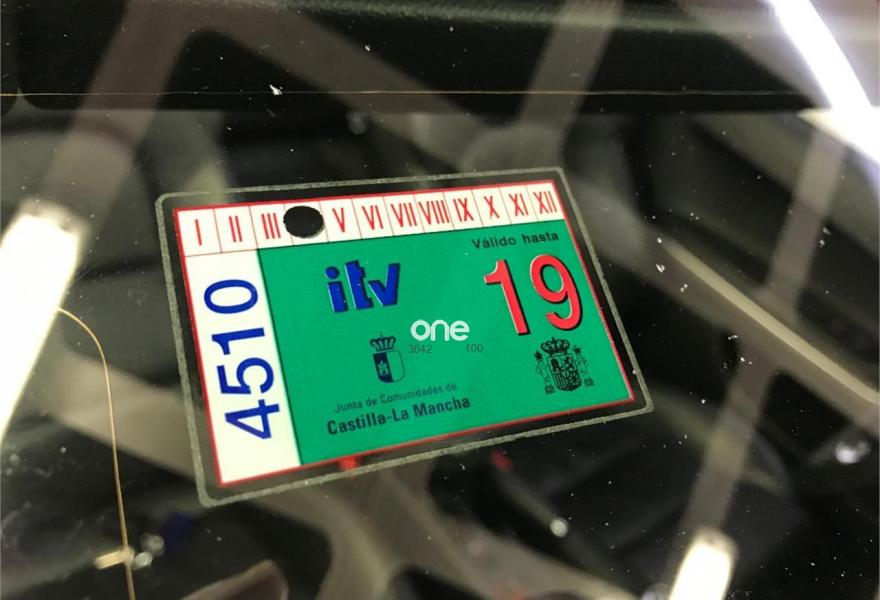 I II III V VI VII VIII IX X XI XII
4510
Válido hasta
itv 19
one
3642 100
Junta de Comunidades de
Castilla-La Mancha